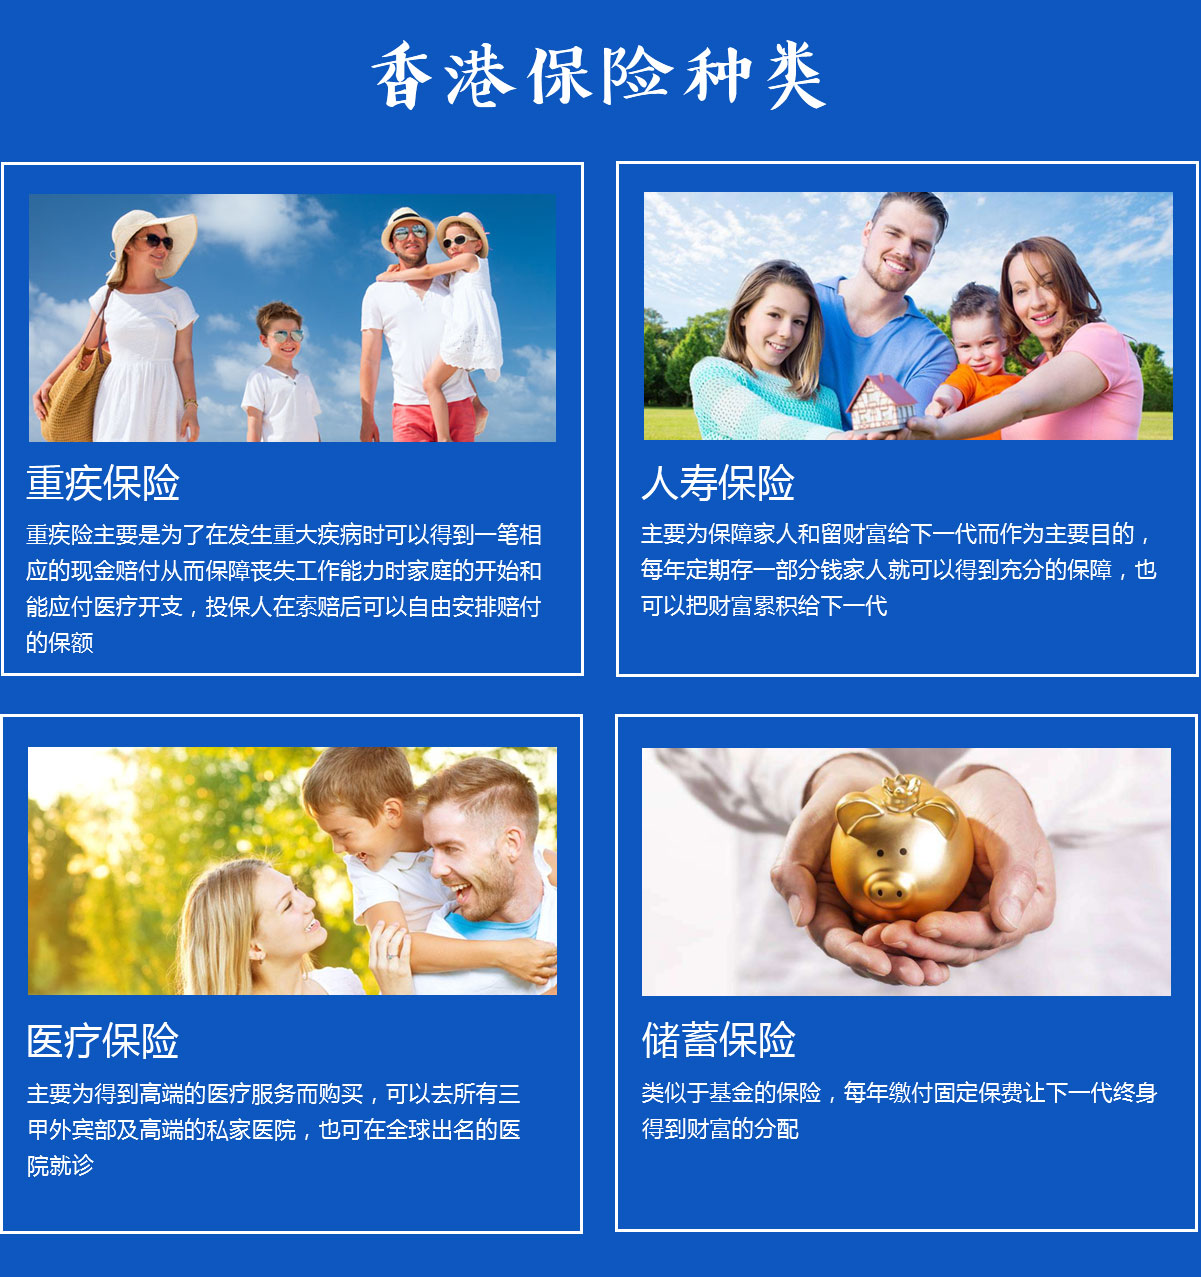 香港保险种类
重疾保险
重疾险主要是为了在发生重大疾病时可以得到一笔相
应的现金赔付从而保障丧失工作能力时家庭的开始和
能应付医疗开支，投保人在索赔后可以自由安排赔付
的保额
人寿保险
主要为保障家人和留财富给下一代而作为主要目的，
每年定期存一部分钱家人就可以得到充分的保障，也
可以把财富累积给下一代
医疗保险
主要为得到高端的医疗服务而购买，可以去所有三
甲外宾部及高端的私家医院，也可在全球出名的医
院就诊
储蓄保险
类似于基金的保险，每年缴付固定保费让下一代终身
得到财富的分配